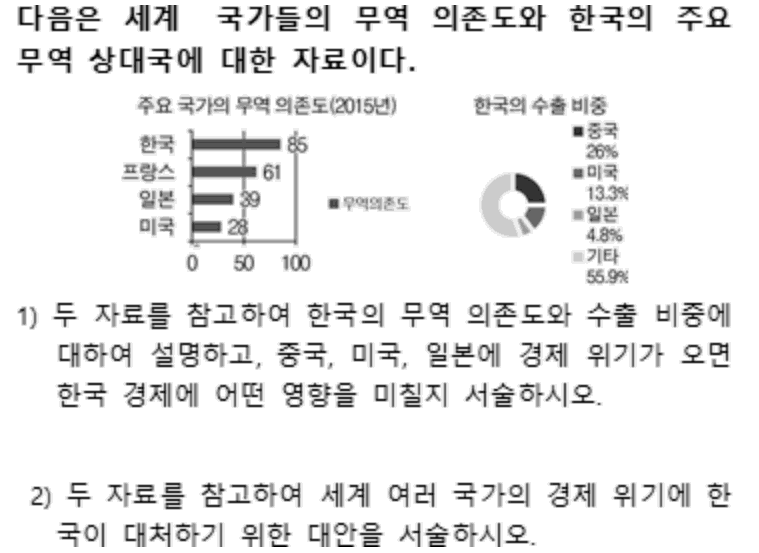 다음은 세계 국가들의 무역 의존도와 한국의 주요
무역 상대국에 대한 자료이다.
주요 국가의 무역 의존도(2015년)
한국 85
프랑스 61
일본 39
미국 28
0 50 100
■ 무역의존도
한국의 수출 비중
■ 중국
26%
■ 미국
13.3%
■ 일본
4.8%
■ 기타
55.9%
1) 두 자료를 참고하여 한국의 무역 의존도와 수출 비중에
대하여 설명하고, 중국, 미국, 일본에 경제 위기가 오면
한국 경제에 어떤 영향을 미칠지 서술하시오.
2) 두 자료를 참고하여 세계 여러 국가의 경제 위기에 한
국이 대처하기 위한 대안을 서술하시오.